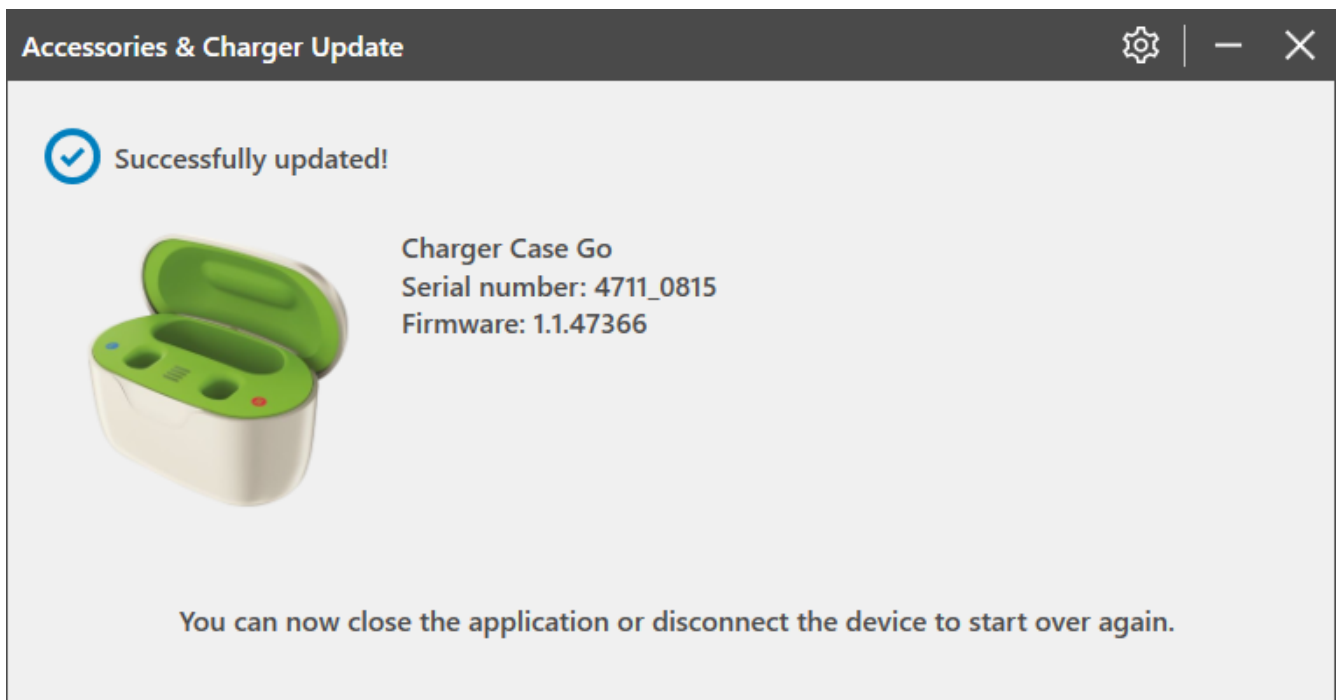 Accessories & Charger Update
Successfully updated!
Charger Case Go
Serial number: 4711_0815
Firmware: 1.1.47366
You can now close the application or disconnect the device to start over again.